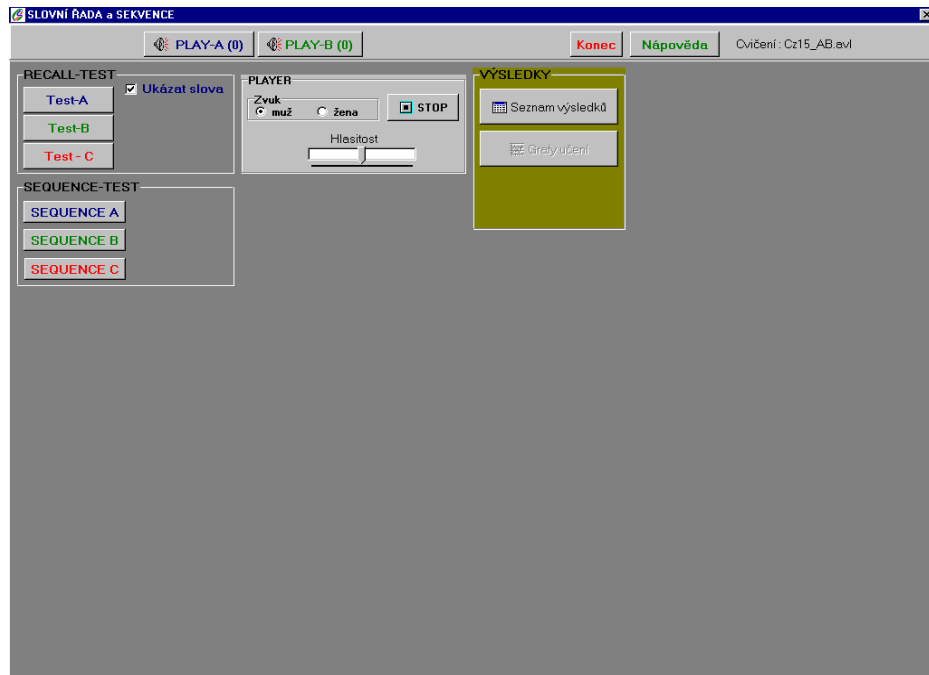 SLOVNÍ ŘADA a SEKVENCE
PLAY-A (0) PLAY-B (0) Konec Nápověda Cvičení : Cz15_AB.avl
RECALL-TEST
Test-A
Ukázat slova
Test-B
Test - C
PLAYER
Zvuk
muž žena
STOP
Hlasitost
VÝSLEDKY
Seznam výsledků
Grafy učení
SEQUENCE-TEST
SEQUENCE A
SEQUENCE B
SEQUENCE C